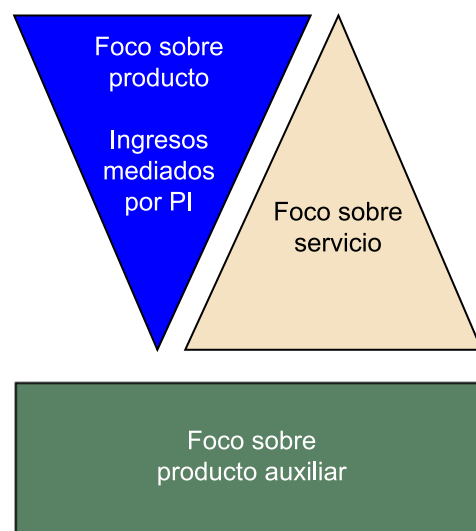 Foco sobre
producto
Ingresos
mediados
por PI
Foco sobre
servicio
Foco sobre
producto auxiliar